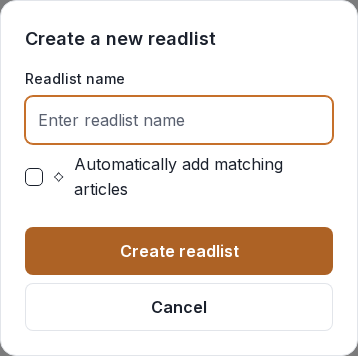 Create a new readlist
Readlist name
Enter readlist name
Automatically add matching
articles
Create readlist
Cancel